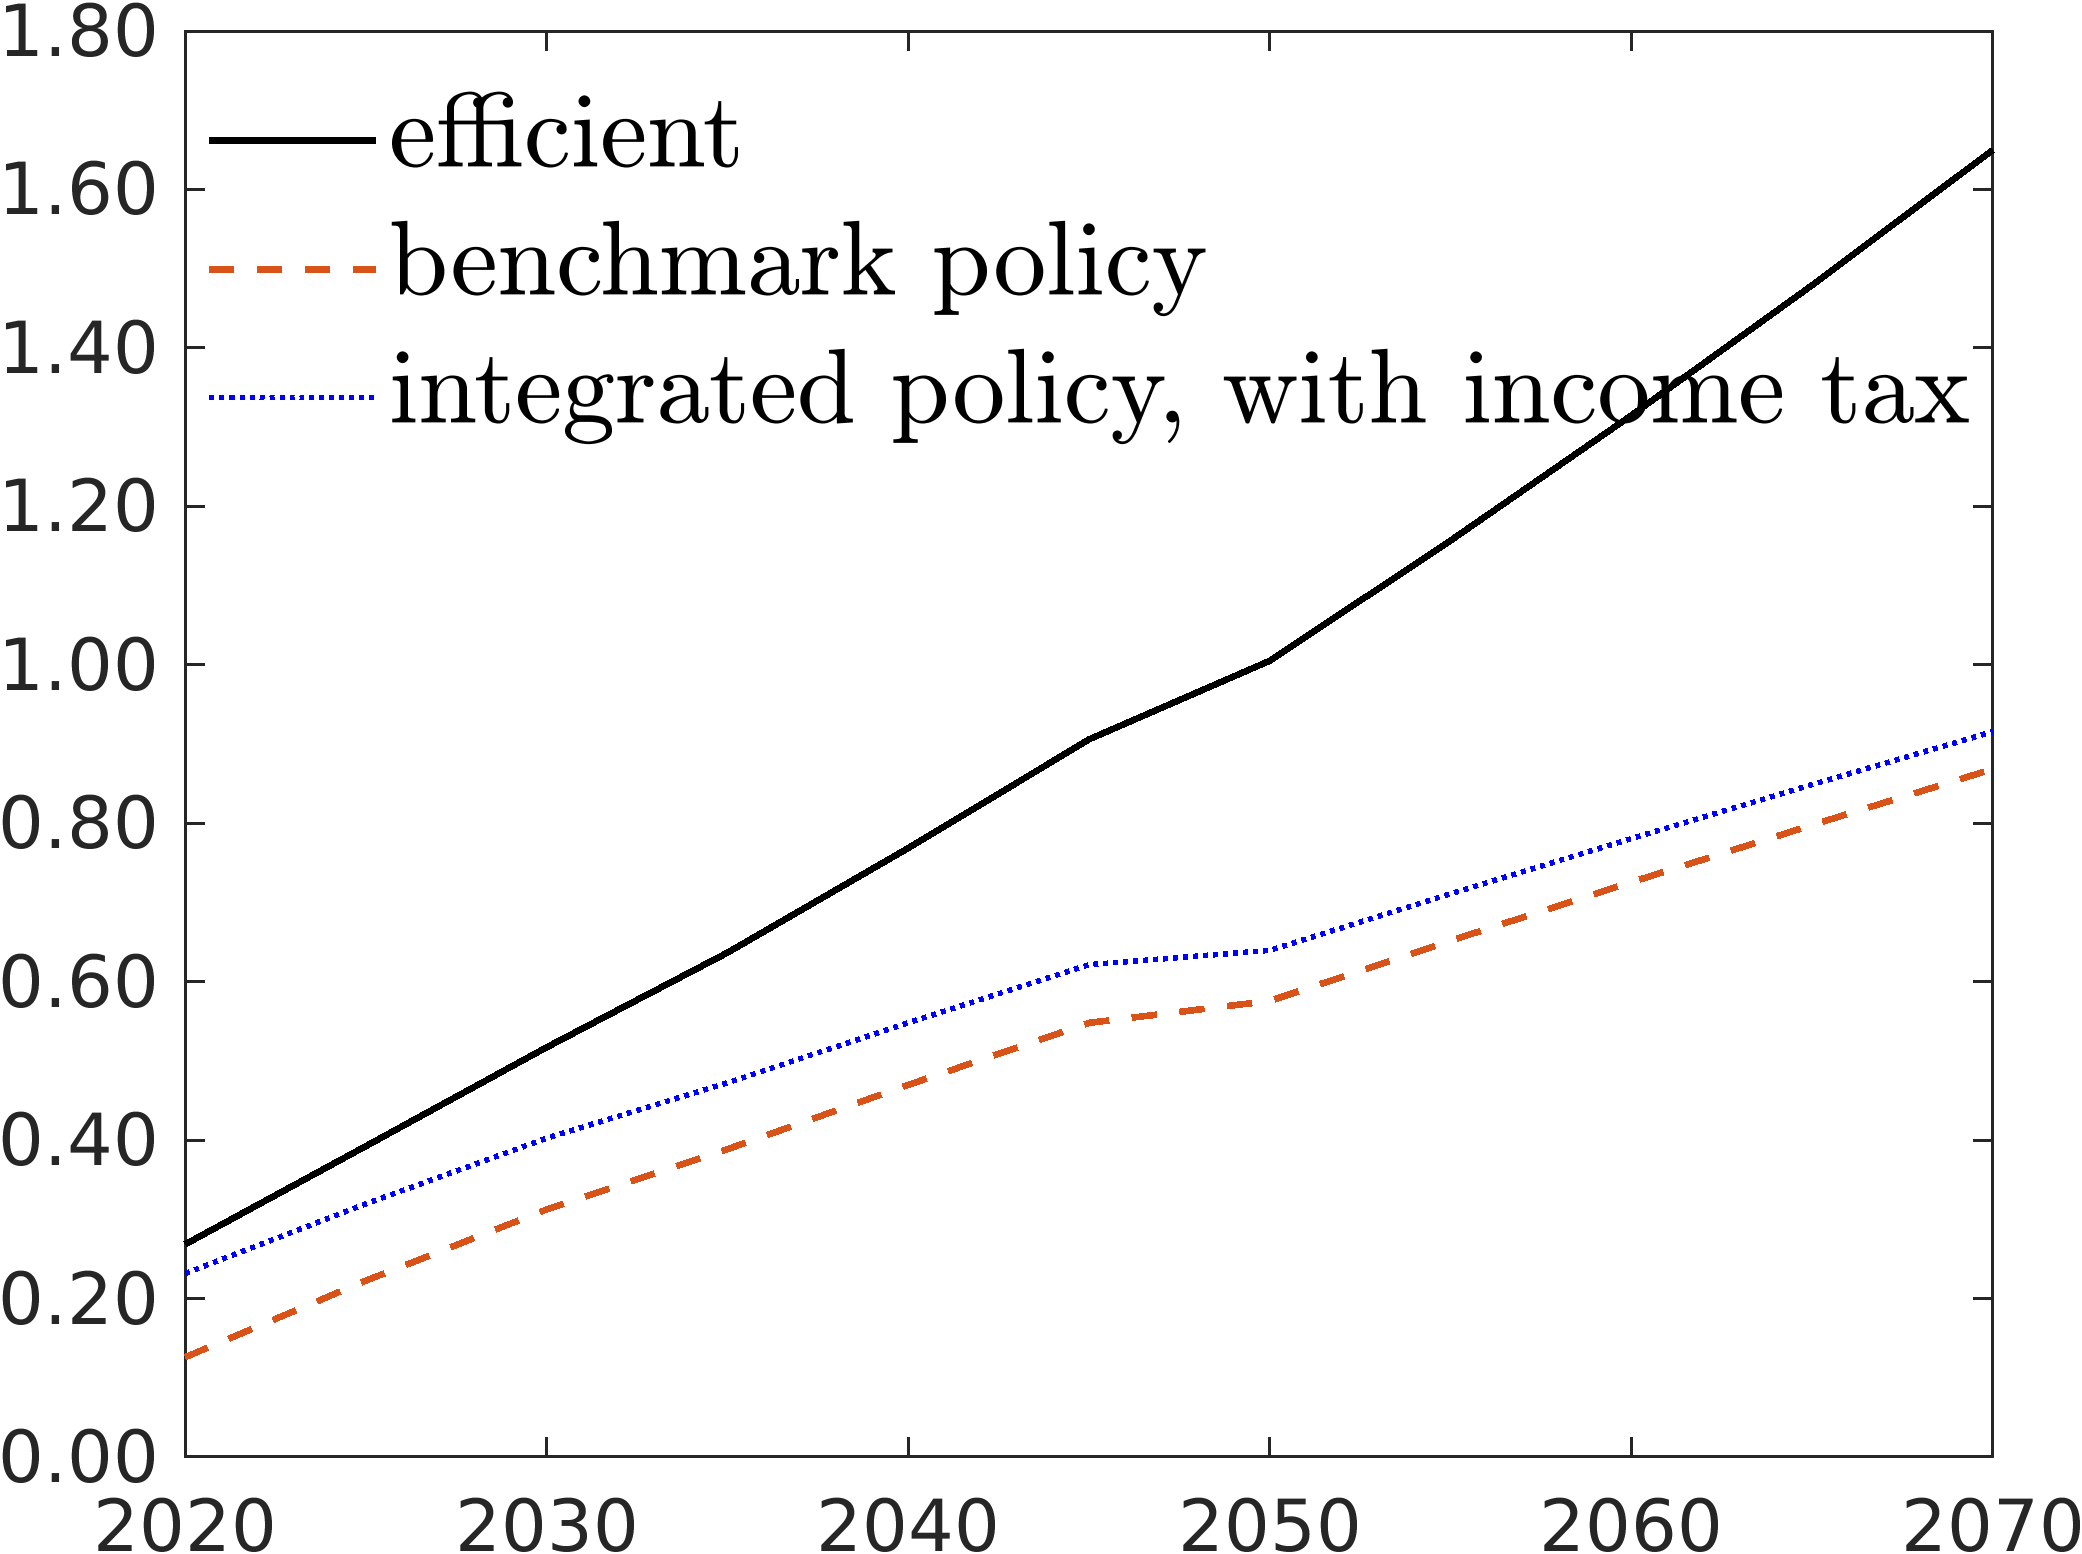 1.80
efficient
1.60
benchmark policy
1.40
integrated policy, with income tax
1.20
1.00
0.80
0.60
0.40
0.20
0.00
2020 2030 2040 2050 2060 2070